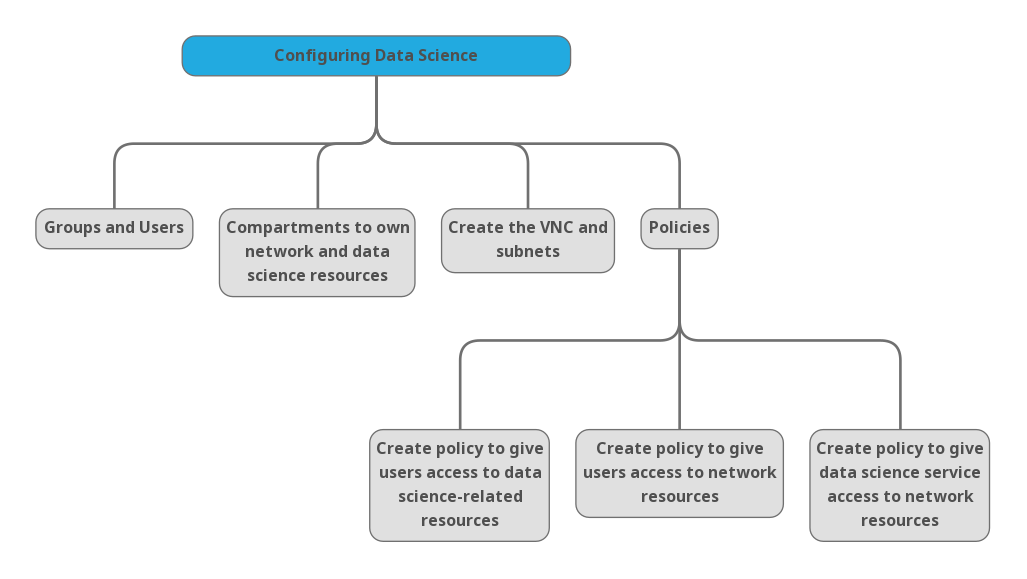 Configuring Data Science
Groups and Users
Compartments to own
network and data
science resources
Create the VNC and
subnets
Policies
Create policy to give
users access to data
science-related
resources
Create policy to give
users access to network
resources
Create policy to give
data science service
access to network
resources